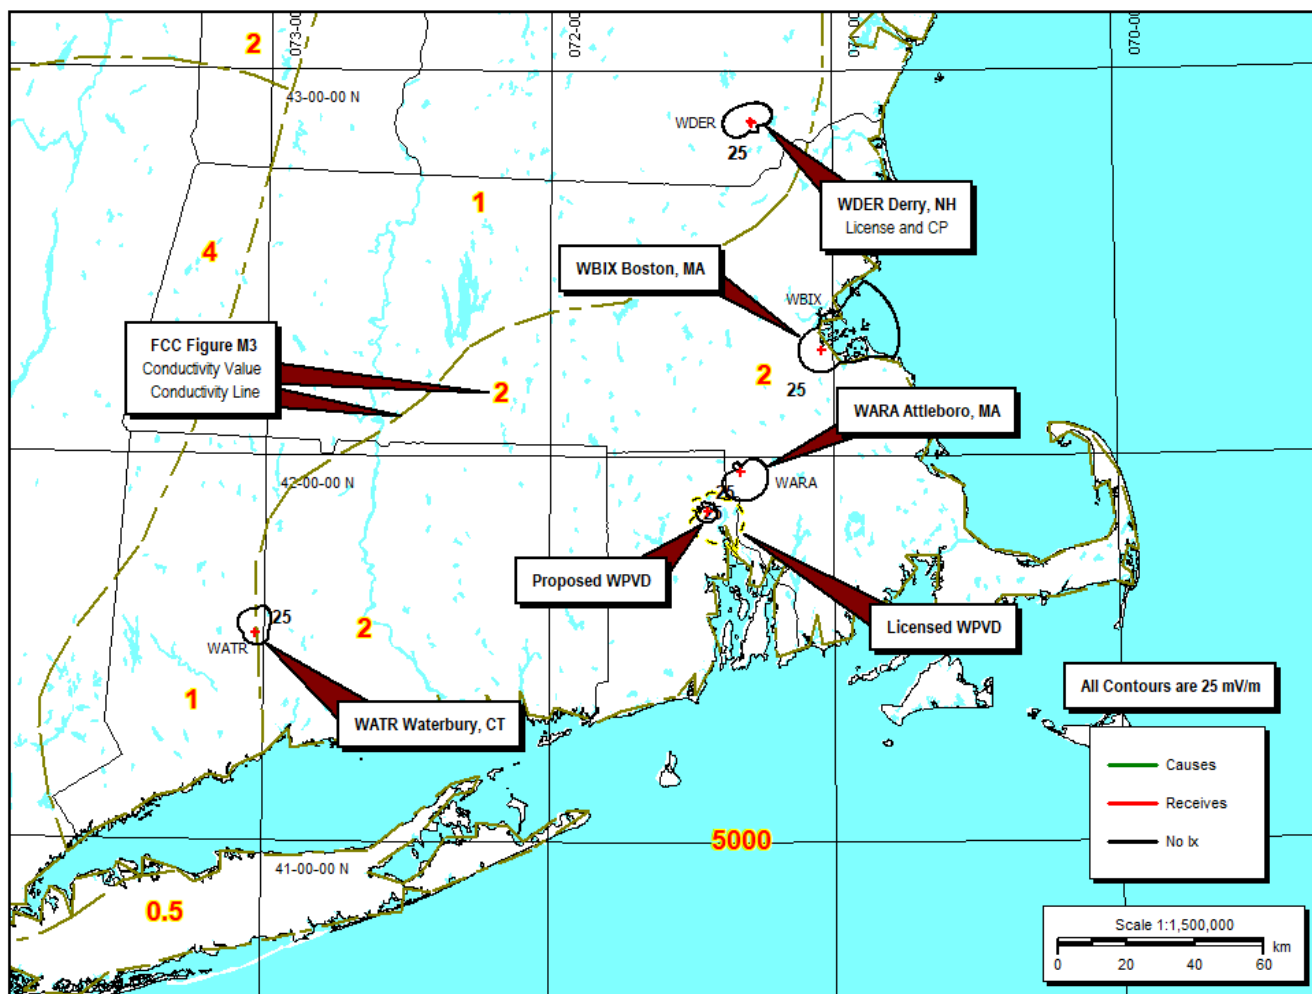 073-00
072-00
071-00
070-00
2
43-00-00 N
WDER
25
WDER Derry, NH
License and CP
1
4
WBIX Boston, MA
WBIX
FCC Figure M3
Conductivity Value
Conductivity Line
2
2
25
WARA Attleboro, MA
42-00-00 N
WARA
25
25
Proposed WPVD
Licensed WPVD
25
WATR
2
All Contours are 25 mV/m
1
WATR Waterbury, CT
Causes
Receives
No Ix
5000
41-00-00 N
0.5
Scale 1:1,500,000
km
0 20 40 60